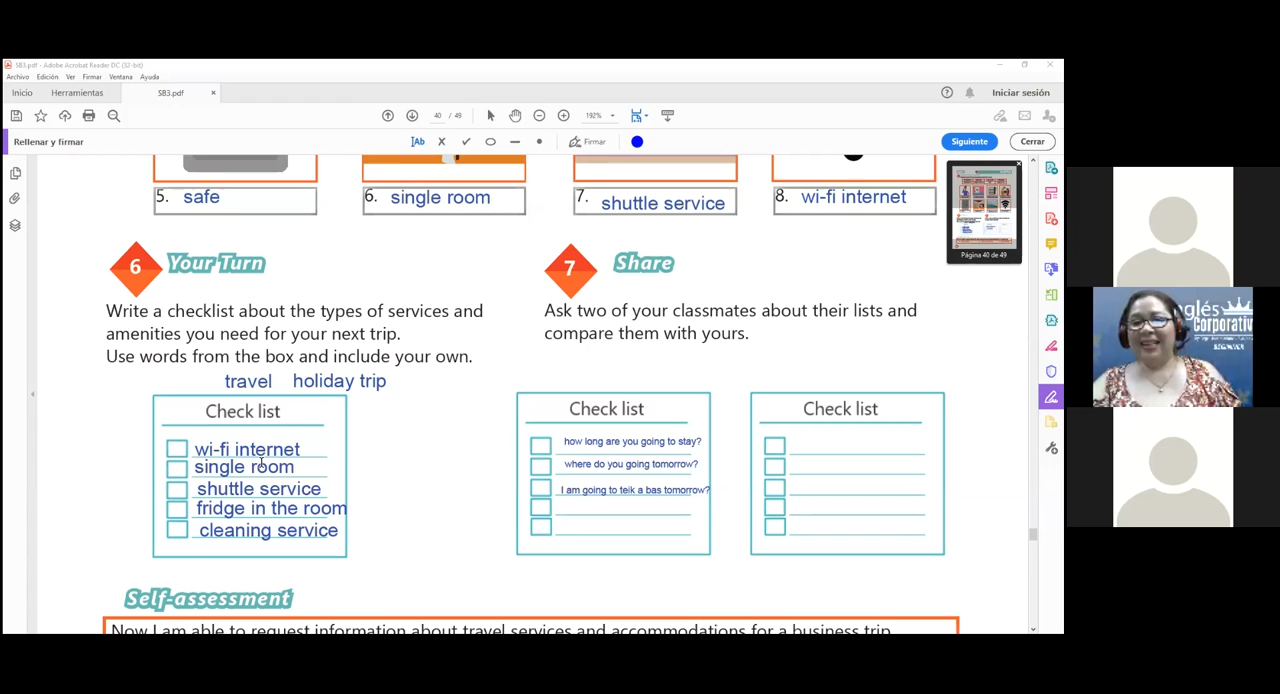 SB3.pdf - Adobe Acrobat Reader DC (32-bit)
Archivo Edición Ver Firmar Ventana Ayuda
Inicio Herramientas SB3.pdf × Iniciar sesión
40 / 49 192%
Rellenar y firmar Ab Firmar Siguiente Cerrar
5. safe
6. single room
7. shuttle service
8. wi-fi internet
Página 40 de 49
6 Your Turn
Write a checklist about the types of services and
amenities you need for your next trip.
Use words from the box and include your own.
travel holiday trip
Check list
wi-fi internet
single room
shuttle service
fridge in the room
cleaning service
7 Share
Ask two of your classmates about their lists and
compare them with yours.
Check list
how long are you going to stay?
where do you going tomorrow?
I am going to teik a bas tomorrow?
Check list
Self-assessment
Now I am able to request information about travel services and accommodations for a business trip
nglés
Corporativ